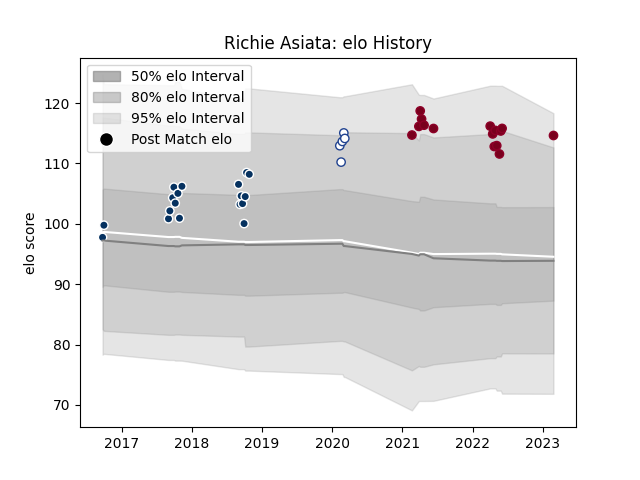 Richie Asiata: elo History
50% elo Interval
80% elo Interval
95% elo Interval
Post Match elo
elo score
120
110
100
90
80
70
2017 2018 2019 2020 2021 2022 2023